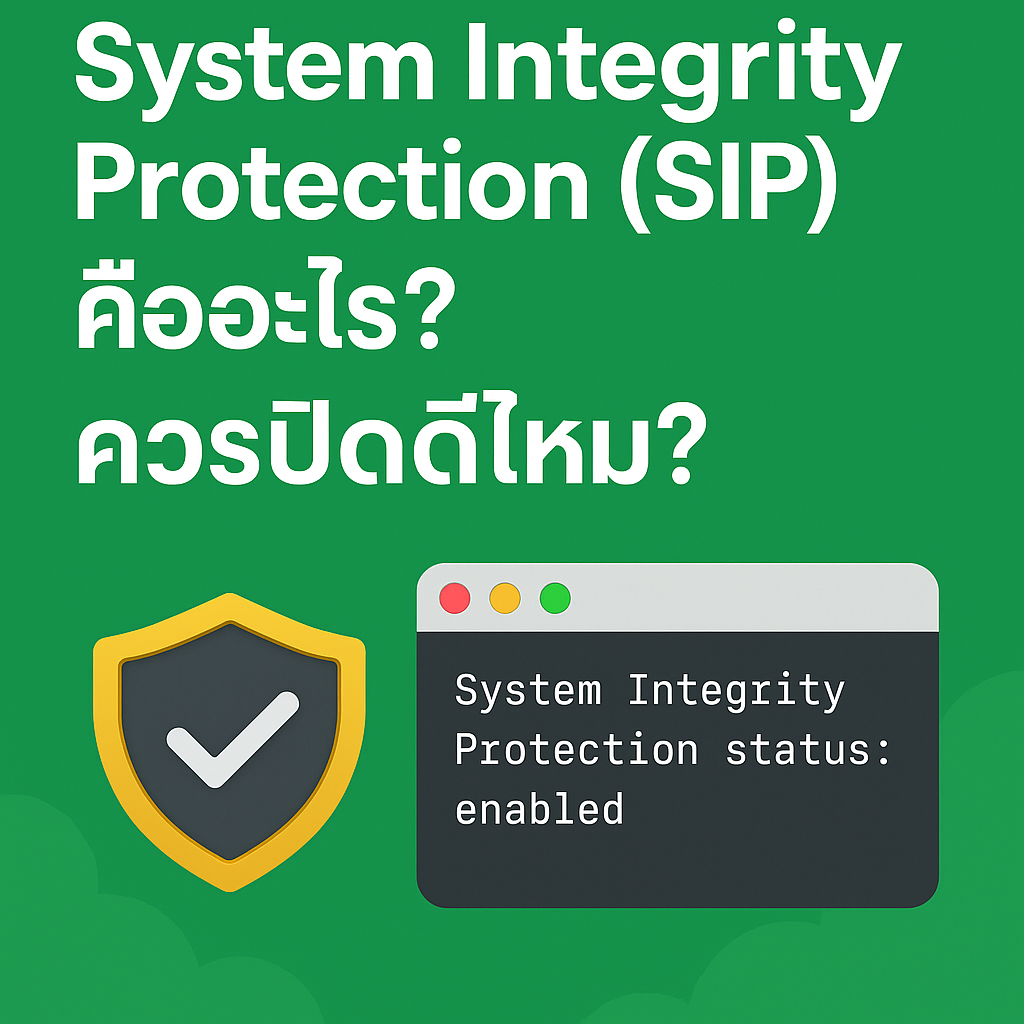 System Integrity
Protection (SIP)
คืออะไร?
ควรปิดดีไหม?
System Integrity
Protection status:
enabled